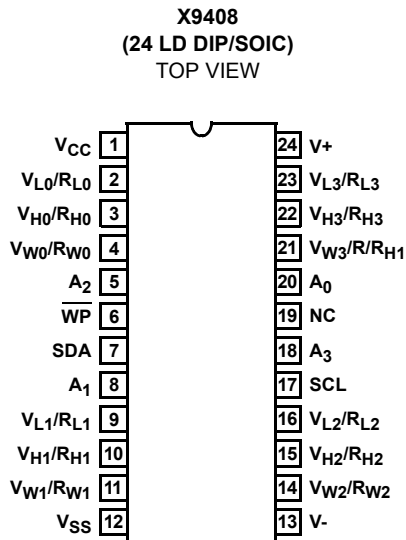 X9408
(24 LD DIP/SOIC)
TOP VIEW
VCC 1 24 V+
VL0/RL0 2 23 VL3/RL3
VH0/RH0 3 22 VH3/RH3
VW0/RW0 4 21 VW3/R/RH1
A2 5 20 A0
WP 6 19 NC
SDA 7 18 A3
A1 8 17 SCL
VL1/RL1 9 16 VL2/RL2
VH1/RH1 10 15 VH2/RH2
VW1/RW1 11 14 VW2/RW2
VSS 12 13 V-